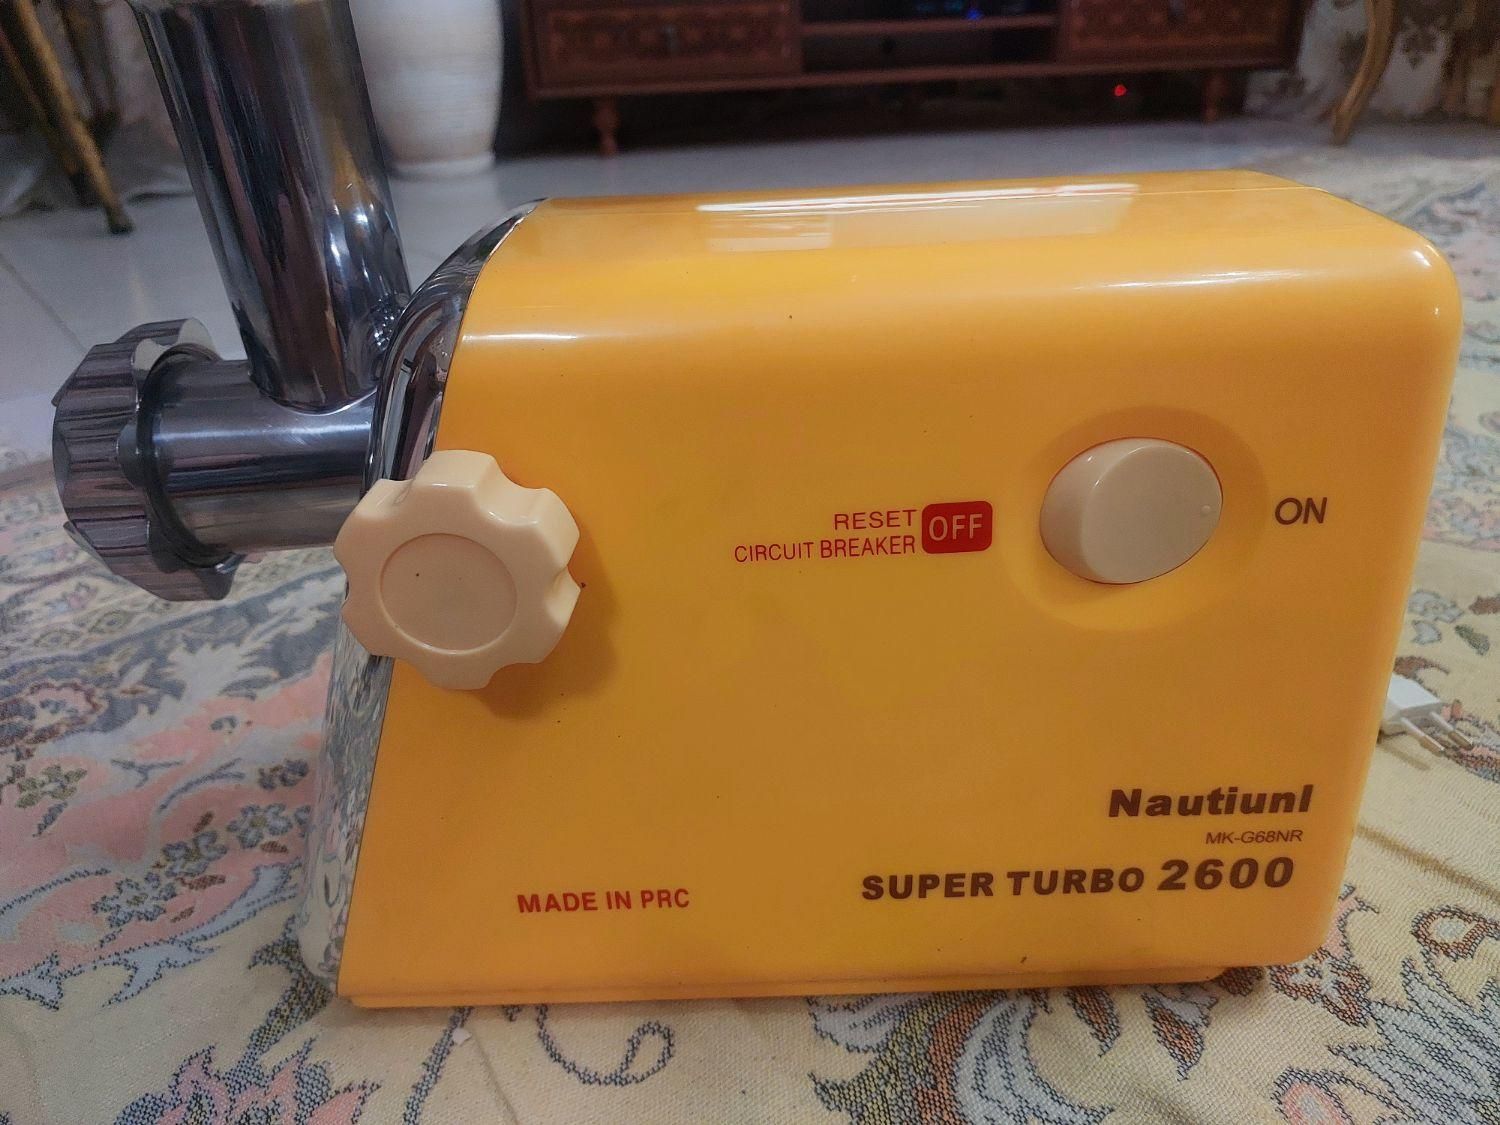 RESET OFF
CIRCUIT BREAKER
ON
Nautiunl
MK-G68NR
SUPER TURBO 2600
MADE IN PRC